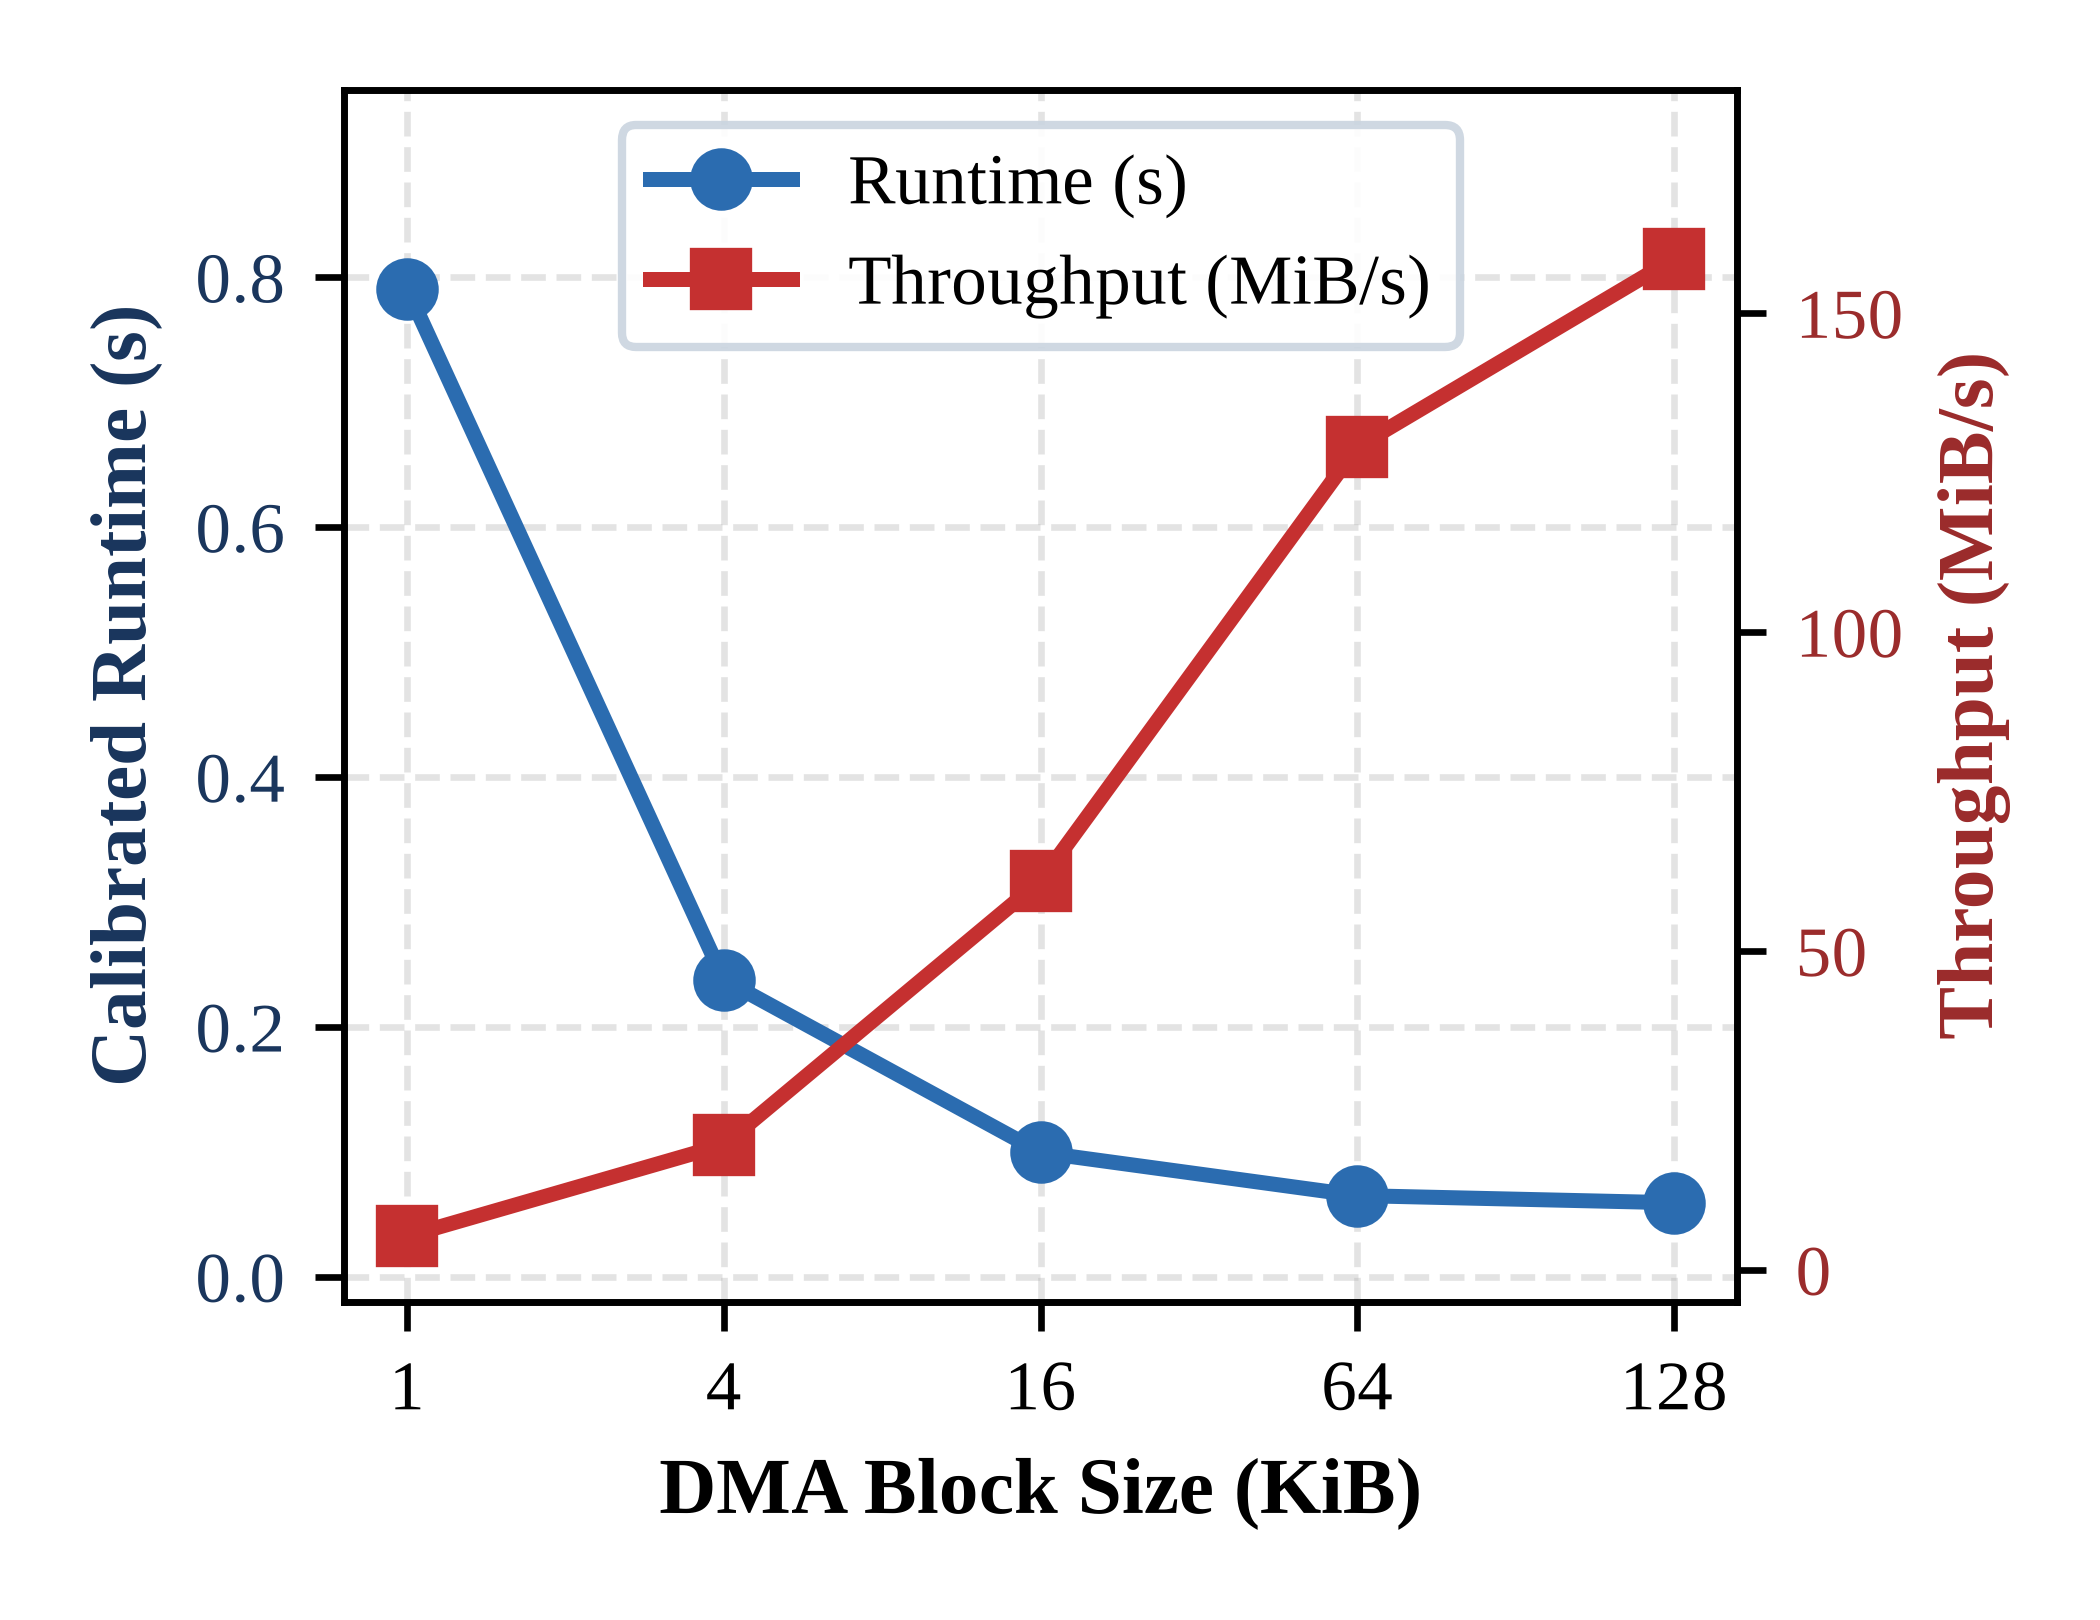 Runtime (s)
Throughput (MiB/s)
Calibrated Runtime (s)
0.8
0.6
0.4
0.2
0.0
150
100
50
0
Throughput (MiB/s)
1 4 16 64 128
DMA Block Size (KiB)